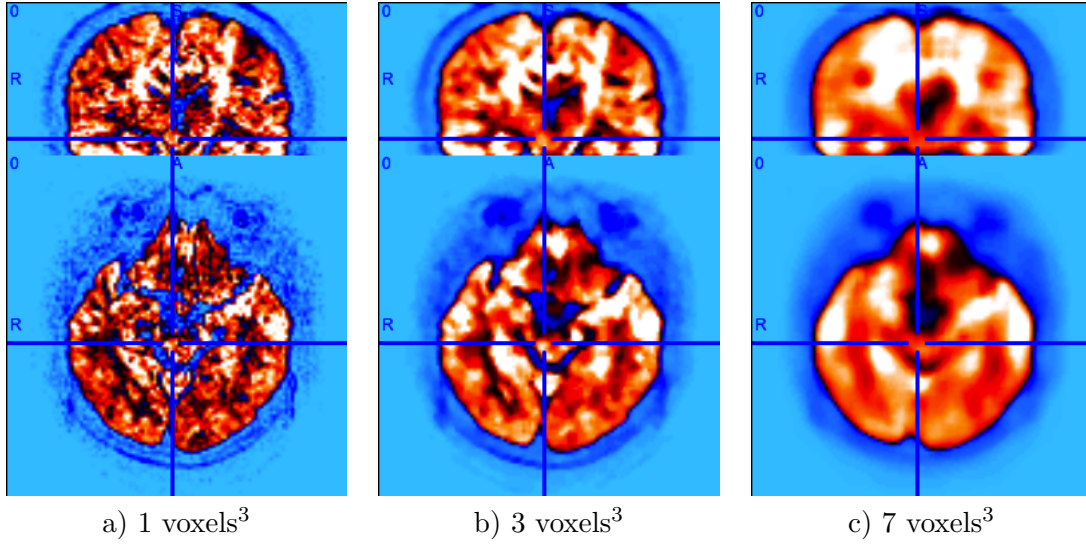 0 S 0 S 0 S
R R R
0 A 0 A 0 A
R R R
a) 1 voxels³ b) 3 voxels³ c) 7 voxels³